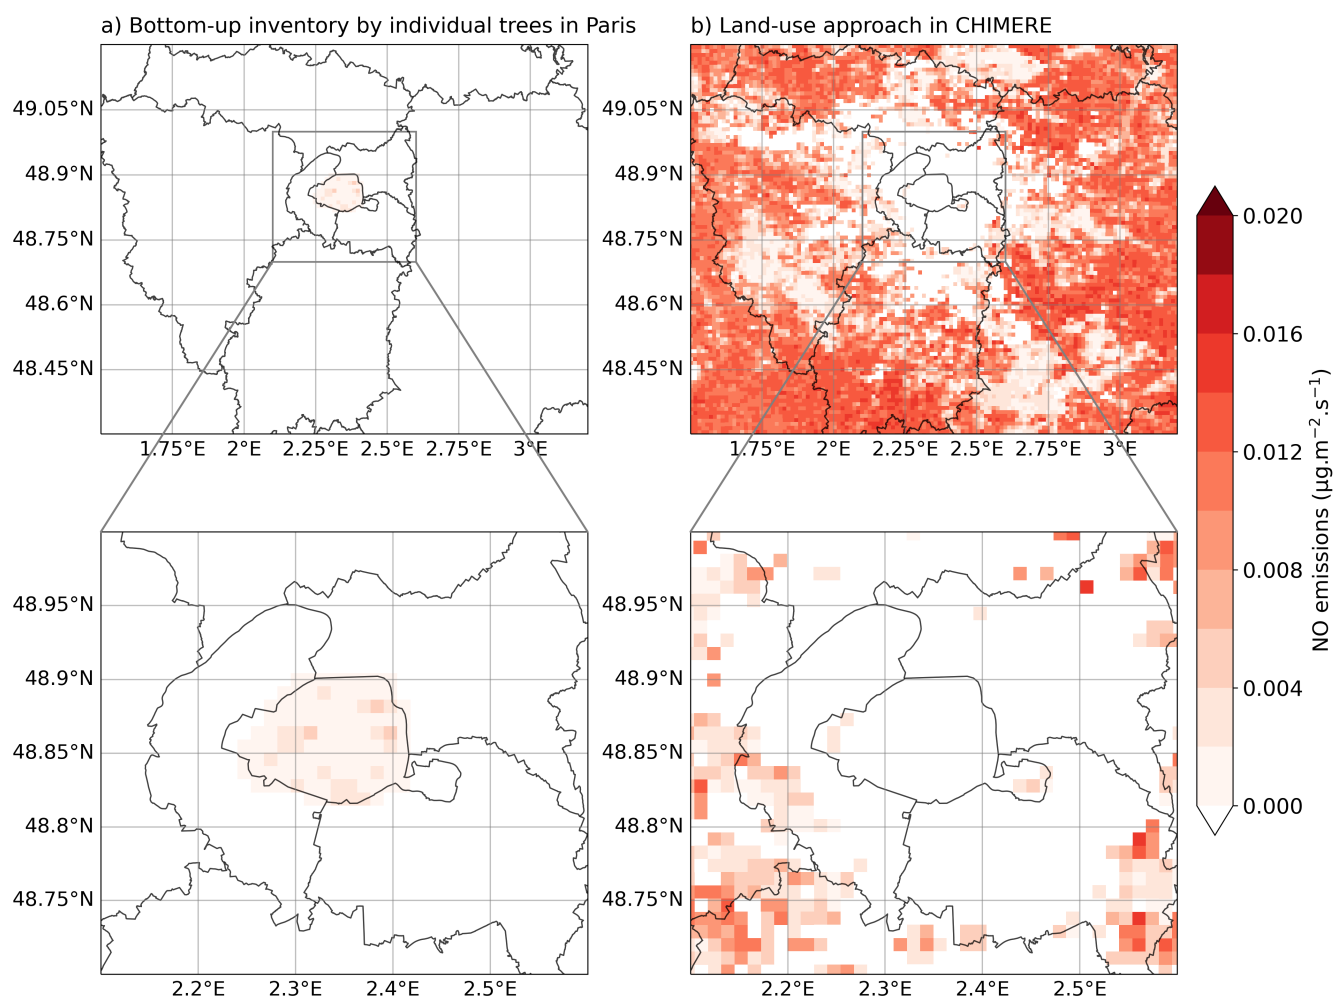 a) Bottom-up inventory by individual trees in Paris
b) Land-use approach in CHIMERE
49.05°N
48.9°N
48.75°N
48.6°N
48.45°N
1.75°E 2°E 2.25°E 2.5°E 2.75°E 3°E
49.05°N
48.9°N
48.75°N
48.6°N
48.45°N
1.75°E 2°E 2.25°E 2.5°E 2.75°E 3°E
48.95°N
48.9°N
48.85°N
48.8°N
48.75°N
2.2°E 2.3°E 2.4°E 2.5°E
48.95°N
48.9°N
48.85°N
48.8°N
48.75°N
2.2°E 2.3°E 2.4°E 2.5°E
0.020
0.016
0.012
0.008
0.004
0.000
NO emissions (µg.m⁻².s⁻¹)